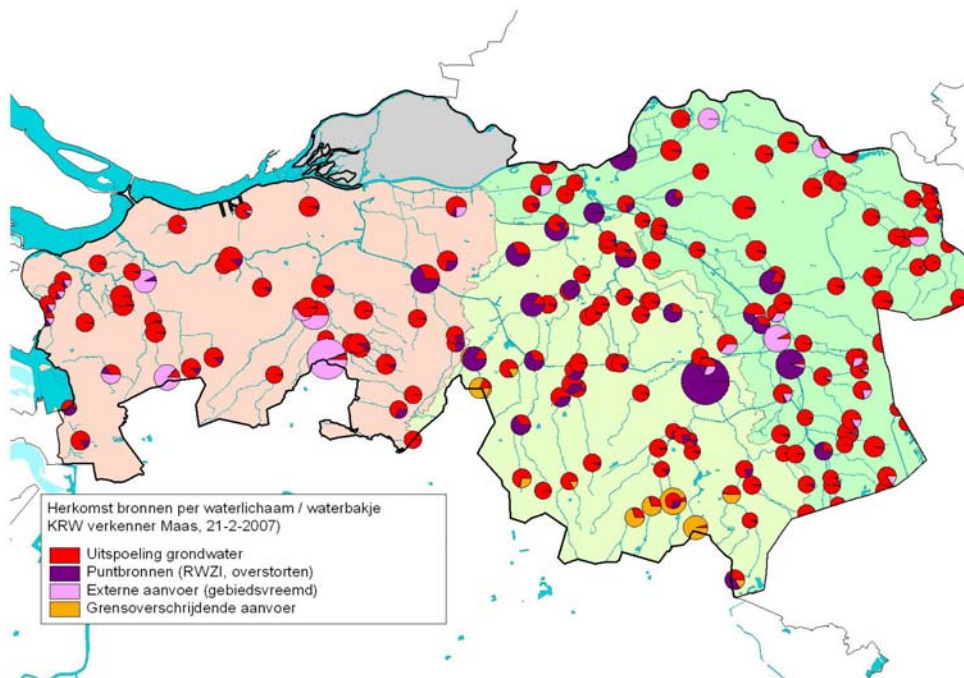 Herkomst bronnen per waterlichaam / waterbakje
KRW verkenner Maas, 21-2-2007)
Uitspoeling grondwater
Puntbronnen (RWZI, overstorten)
Externe aanvoer (gebiedsvreemd)
Grensoverschrijdende aanvoer